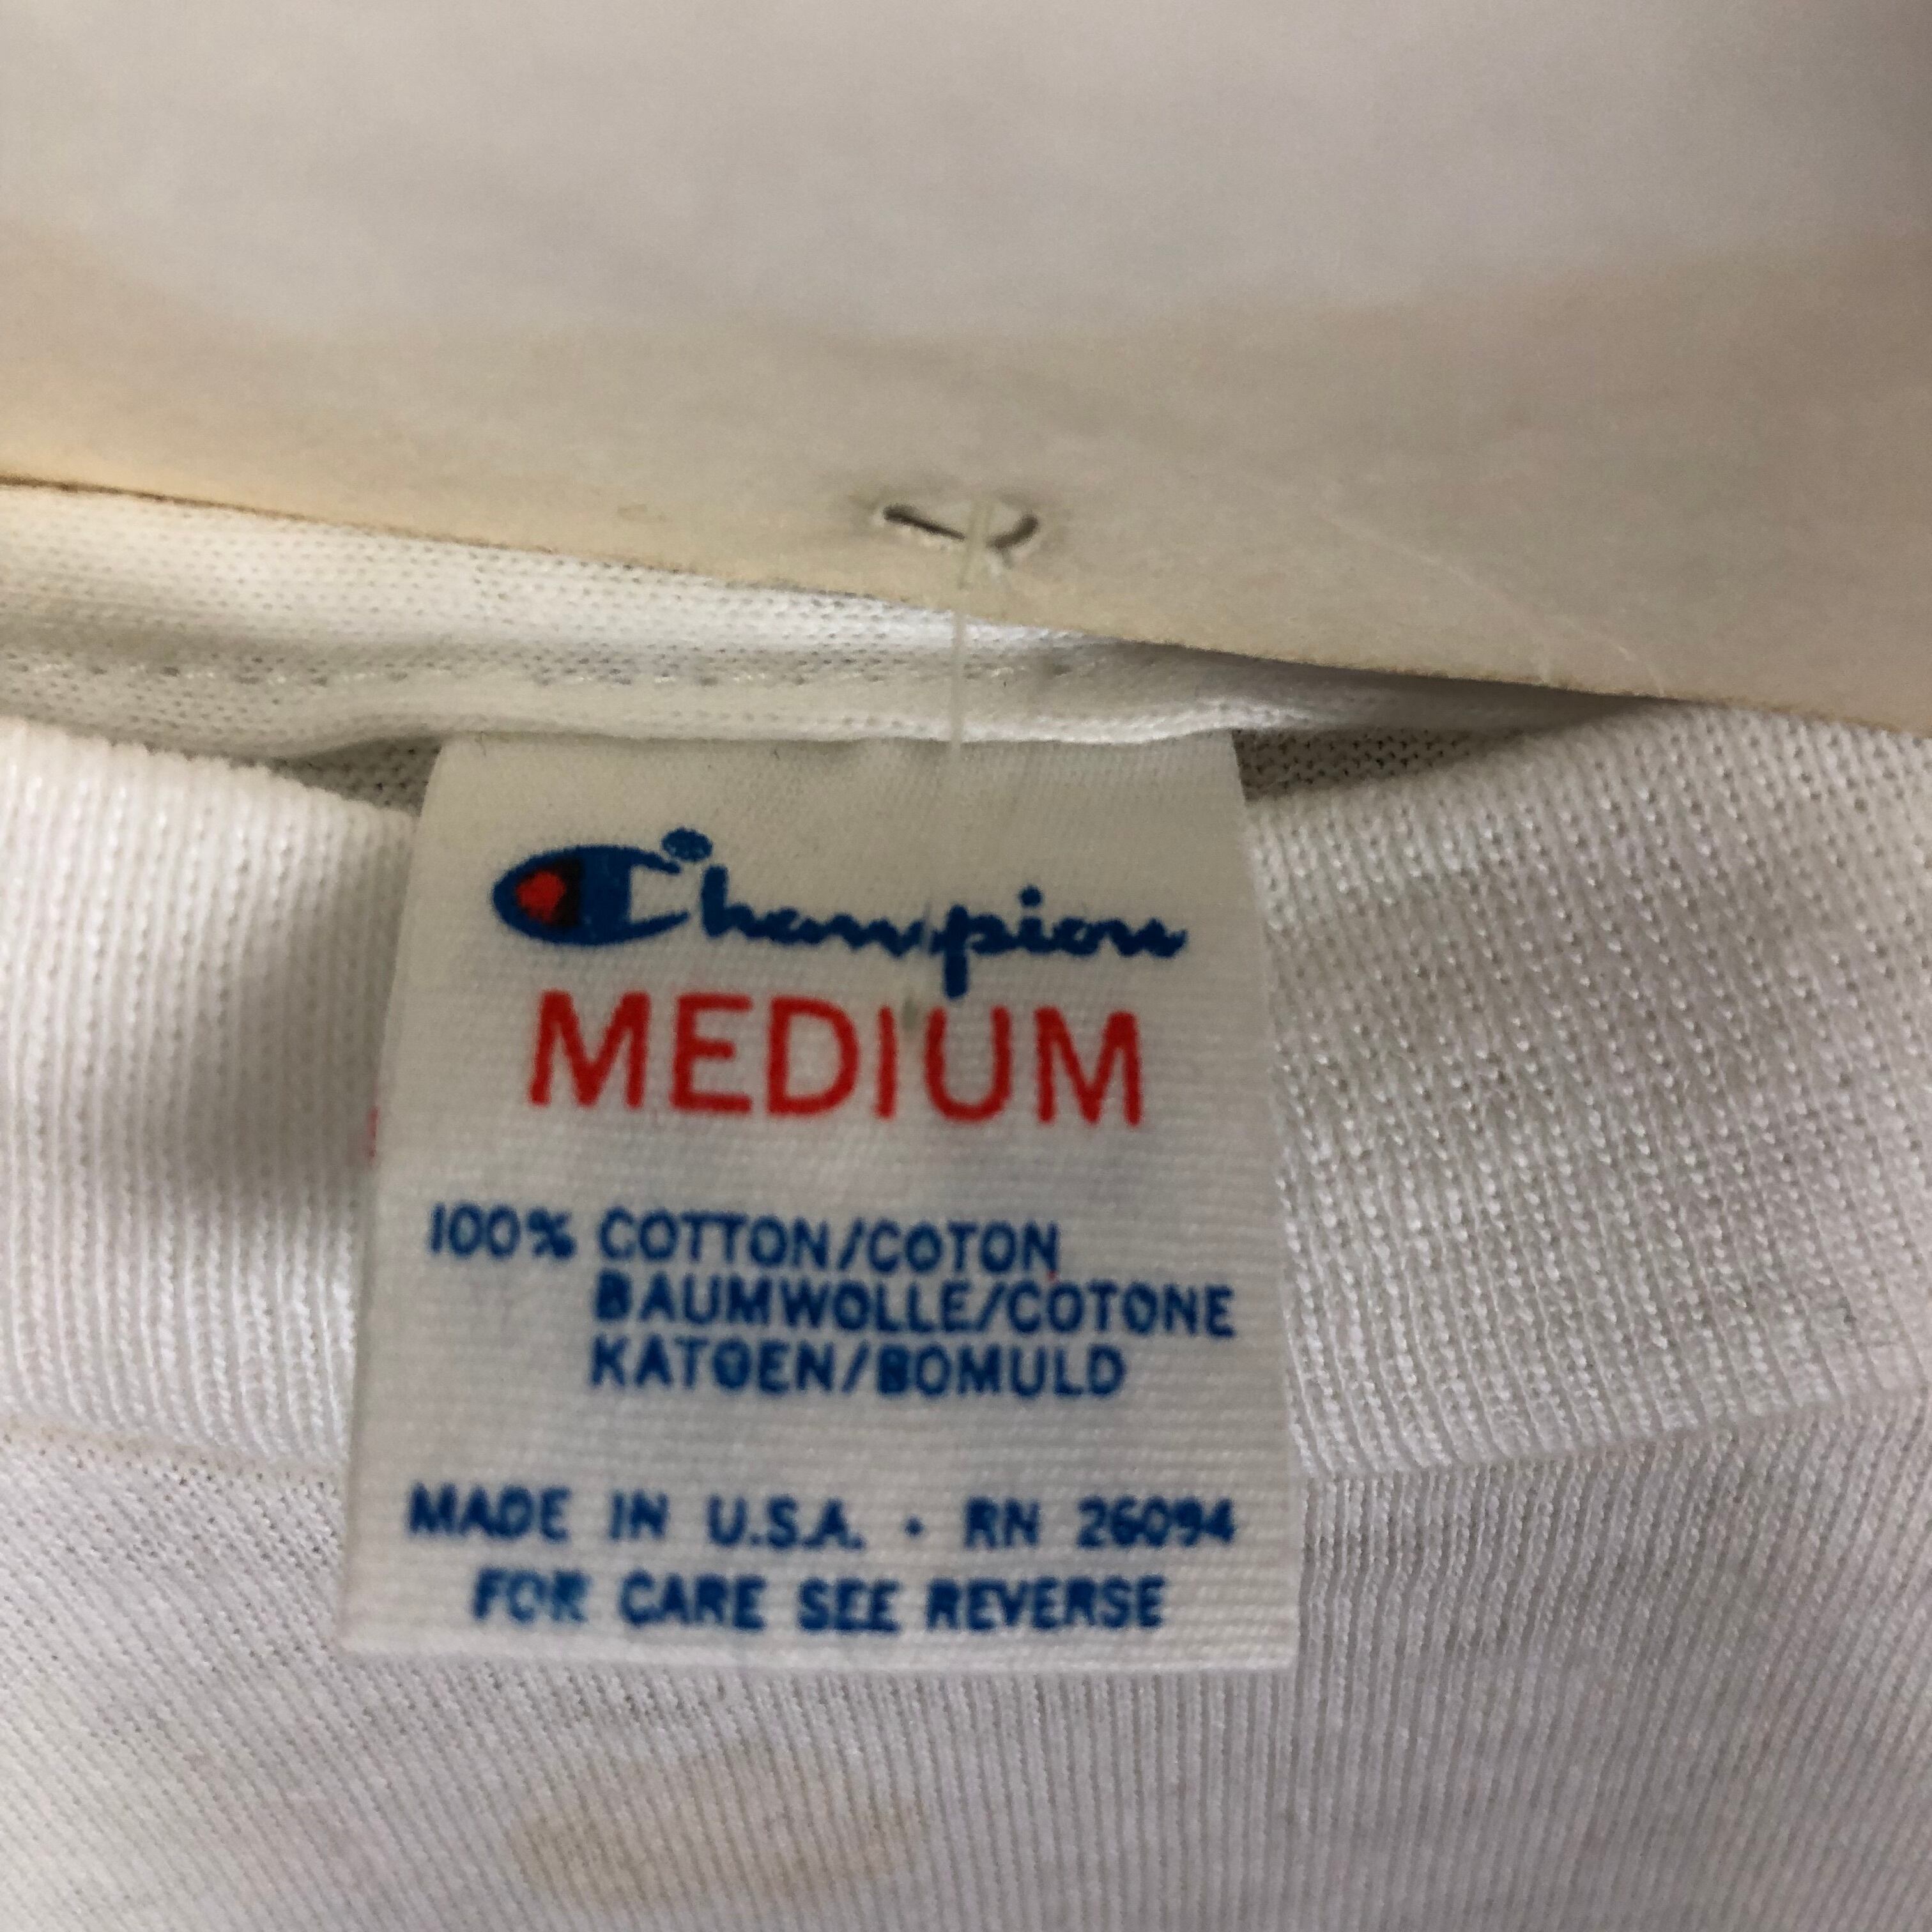 Champion
MEDIUM
100% COTTON/COTON
BAUMWOLLE/COTONE
KATOEN/BOMULD
MADE IN U.S.A. • RN 26094
FOR CARE SEE REVERSE